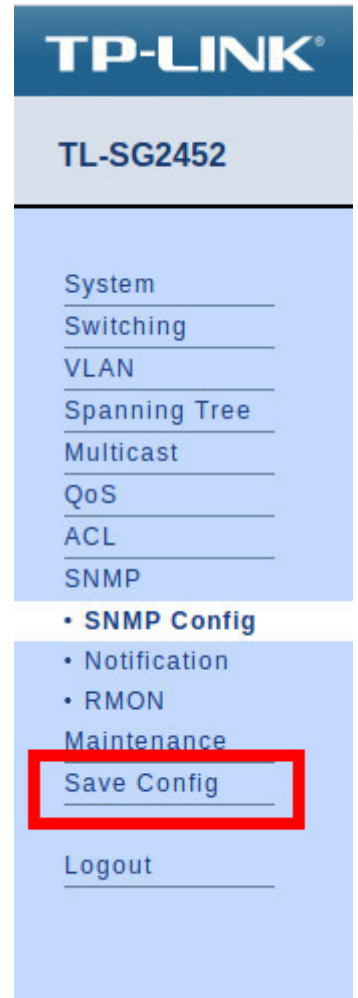 TP-LINK®
TL-SG2452
System
Switching
VLAN
Spanning Tree
Multicast
QoS
ACL
SNMP
• SNMP Config
• Notification
• RMON
Maintenance
Save Config
Logout